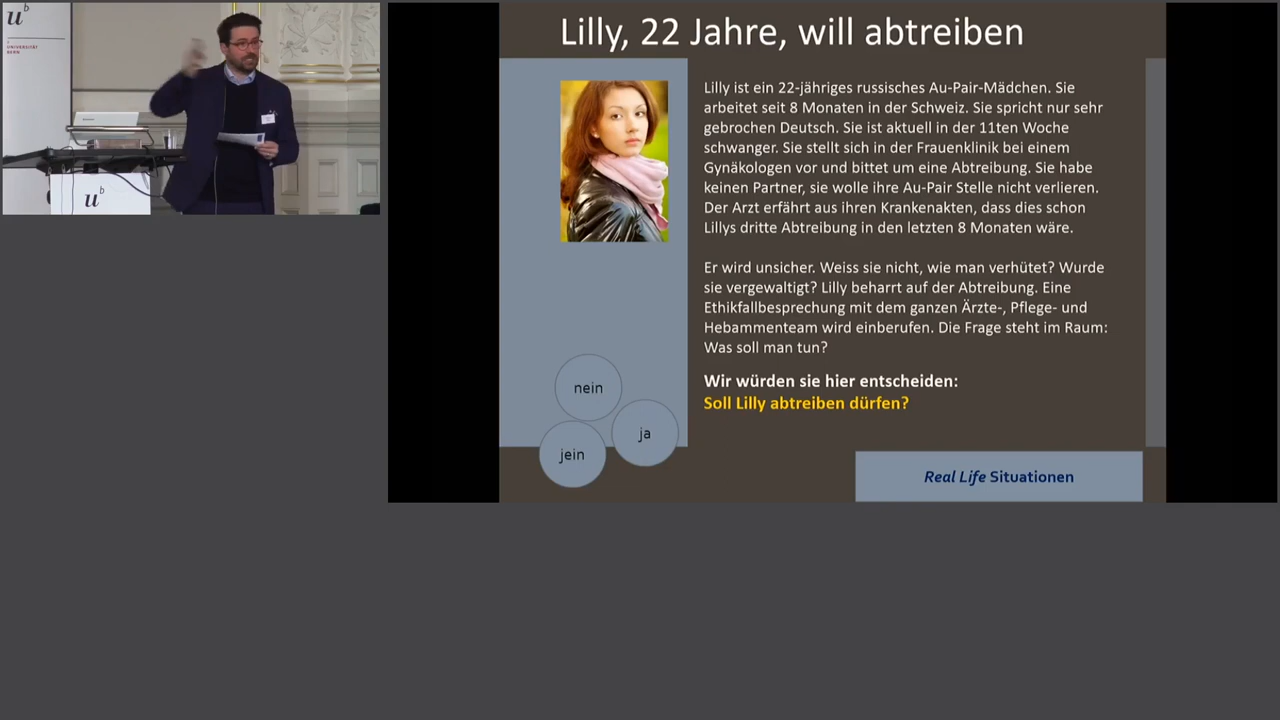 u
b
UNIVERSITÄT
BERN
u
b
Lilly, 22 Jahre, will abtreiben
Lilly ist ein 22-jähriges russisches Au-Pair-Mädchen. Sie
arbeitet seit 8 Monaten in der Schweiz. Sie spricht nur sehr
gebrochen Deutsch. Sie ist aktuell in der 11ten Woche
schwanger. Sie stellt sich in der Frauenklinik bei einem
Gynäkologen vor und bittet um eine Abtreibung. Sie habe
keinen Partner, sie wolle ihre Au-Pair Stelle nicht verlieren.
Der Arzt erfährt aus ihren Krankenakten, dass dies schon
Lillys dritte Abtreibung in den letzten 8 Monaten wäre.
Er wird unsicher. Weiss sie nicht, wie man verhütet? Wurde
sie vergewaltigt? Lilly beharrt auf der Abtreibung. Eine
Ethikfallbesprechung mit dem ganzen Ärzte-, Pflege- und
Hebammenteam wird einberufen. Die Frage steht im Raum:
Was soll man tun?
Wir würden sie hier entscheiden:
Soll Lilly abtreiben dürfen?
nein
ja
jein
Real Life Situationen